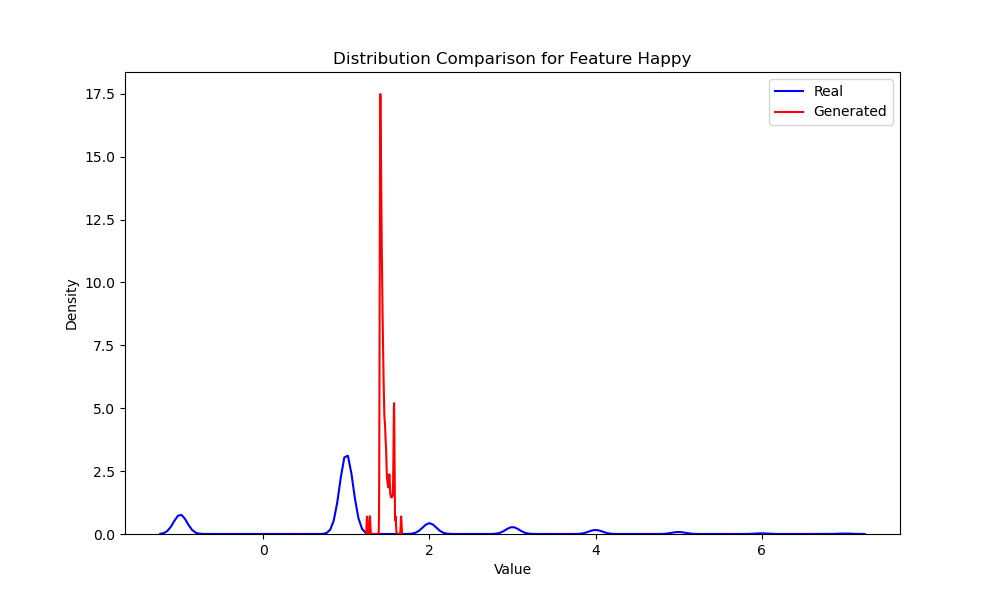 Distribution Comparison for Feature Happy
Real
Generated
17.5
15.0
12.5
10.0
7.5
5.0
2.5
0.0
Density
0
2
4
6
Value